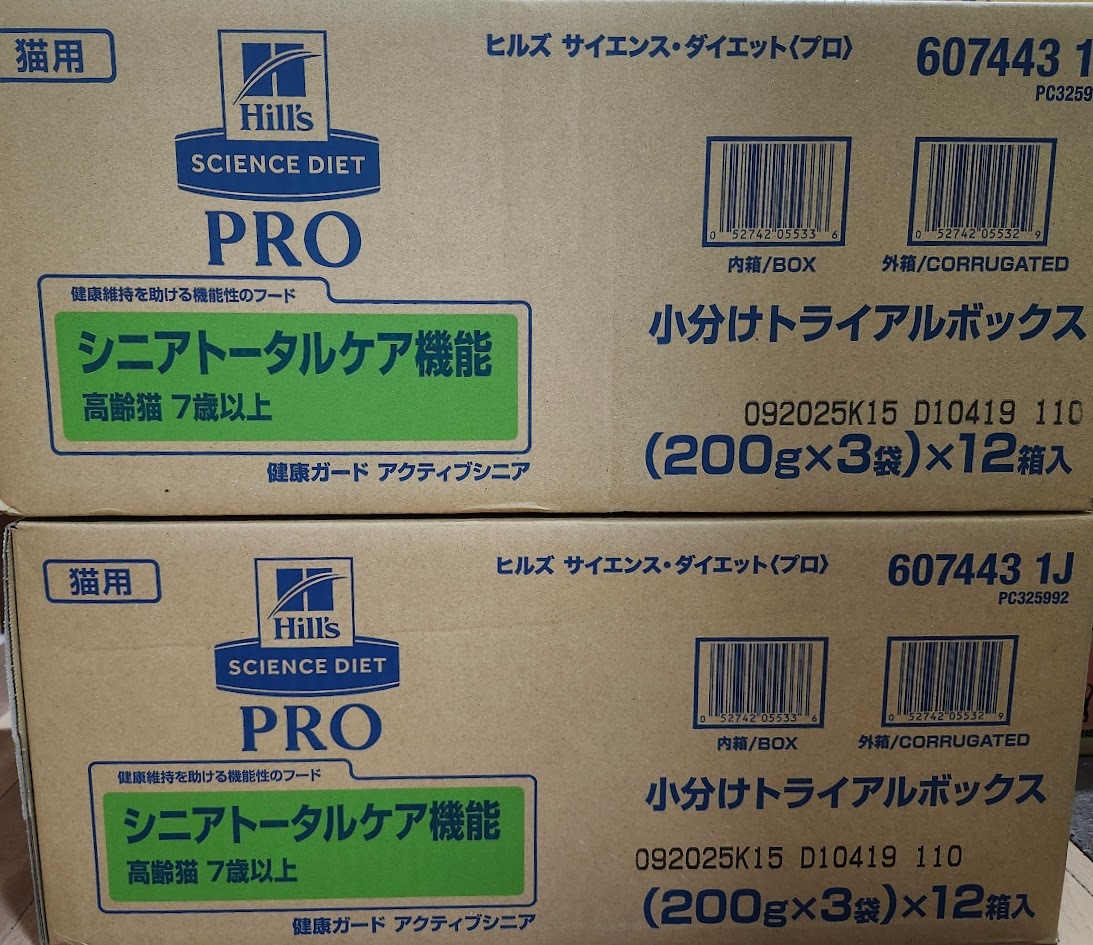 猫用
Hill's
SCIENCE DIET
PRO
健康維持を助ける機能性のフード
シニアトータルケア機能
高齢猫 7歳以上
健康ガード アクティブシニア
ヒルズ サイエンス・ダイエット〈プロ〉
607443 1
PC3259
0 52742 05533 6
内箱/BOX
0 52742 05532 9
外箱/CORRUGATED
小分けトライアルボックス
092025K15 D10419 110
(200g×3袋)×12箱入
猫用
Hill's
SCIENCE DIET
PRO
健康維持を助ける機能性のフード
シニアトータルケア機能
高齢猫 7歳以上
健康ガード アクティブシニア
ヒルズ サイエンス・ダイエット〈プロ〉
607443 1J
PC325992
0 52742 05533 6
内箱/BOX
0 52742 05532 9
外箱/CORRUGATED
小分けトライアルボックス
092025K15 D10419 110
(200g×3袋)×12箱入